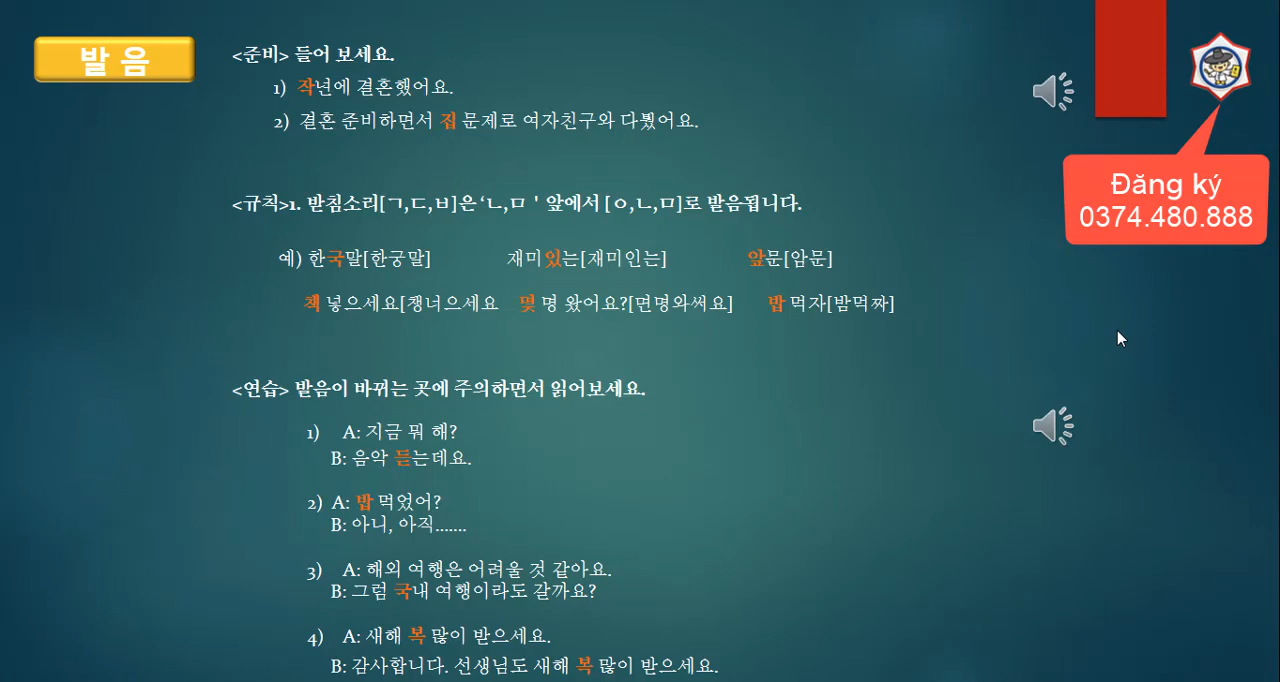 발 음
<준비> 들어 보세요.
1) 작년에 결혼했어요.
2) 결혼 준비하면서 집 문제로 여자친구와 다퉜어요.
Đăng ký
0374.480.888
<규칙>1. 받침소리[ㄱ,ㄷ,ㅂ]은 ‘ㄴ,ㅁ ' 앞에서 [ㅇ,ㄴ,ㅁ]로 발음됩니다.
예) 한국말[한궁말] 재미있는[재미인는] 앞문[암문]
책 넣으세요[챙너으세요 몇 명 왔어요?[면명와써요] 밥 먹자[밤먹짜]
<연습> 발음이 바뀌는 곳에 주의하면서 읽어보세요.
1) A: 지금 뭐 해?
B: 음악 듣는데요.
2) A: 밥 먹었어?
B: 아니, 아직.......
3) A: 해외 여행은 어려울 것 같아요.
B: 그럼 국내 여행이라도 갈까요?
4) A: 새해 복 많이 받으세요.
B: 감사합니다. 선생님도 새해 복 많이 받으세요.